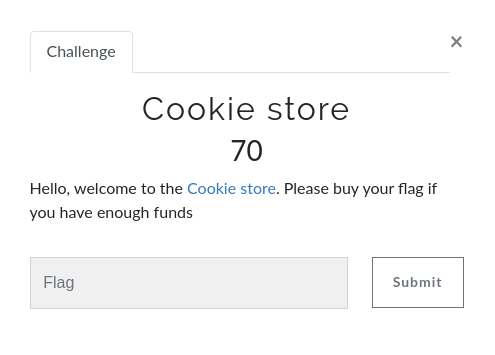 Challenge
×
Cookie store
70
Hello, welcome to the Cookie store. Please buy your flag if
you have enough funds
Flag
Submit